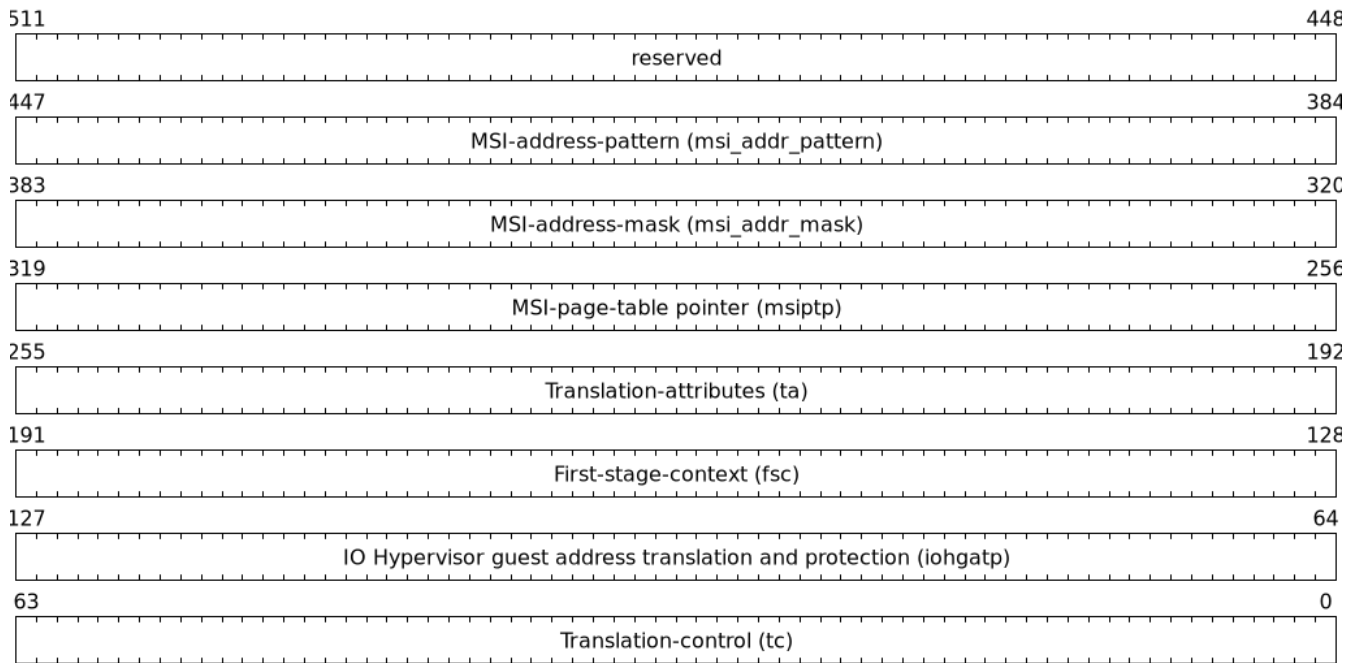 511 448
reserved
447 384
MSI-address-pattern (msi_addr_pattern)
383 320
MSI-address-mask (msi_addr_mask)
319 256
MSI-page-table pointer (msiptp)
255 192
Translation-attributes (ta)
191 128
First-stage-context (fsc)
127 64
IO Hypervisor guest address translation and protection (iohgatp)
63 0
Translation-control (tc)